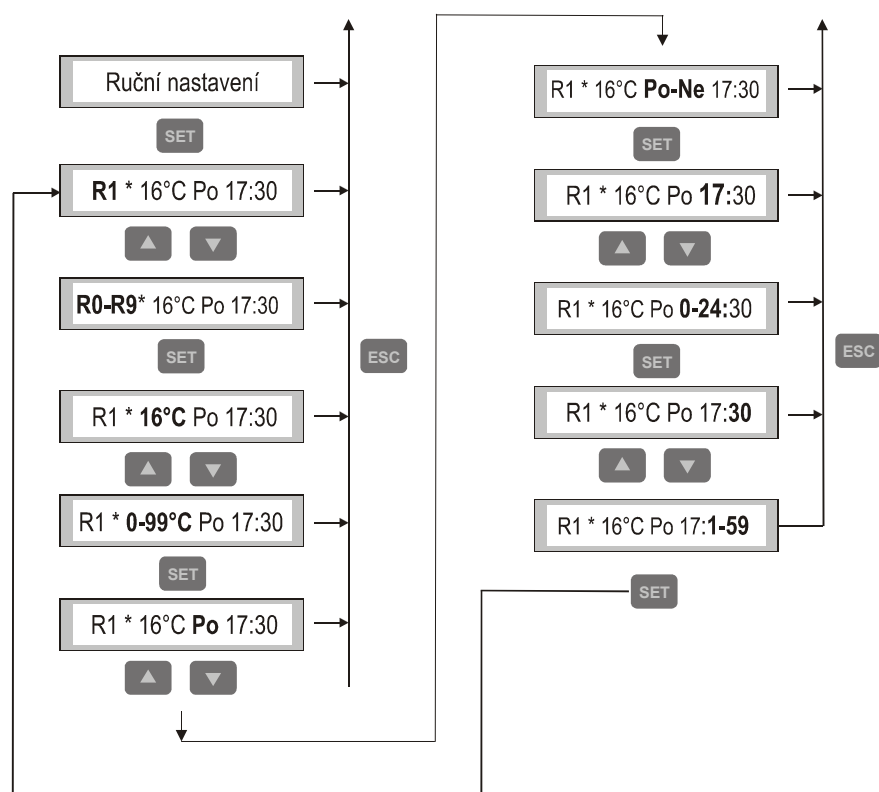 Ruční nastavení
SET
R1 * 16°C Po 17:30
R0-R9* 16°C Po 17:30
SET
R1 * 16°C Po 17:30
R1 * 0-99°C Po 17:30
SET
R1 * 16°C Po 17:30
ESC
R1 * 16°C Po-Ne 17:30
SET
R1 * 16°C Po 17:30
R1 * 16°C Po 0-24:30
SET
R1 * 16°C Po 17:30
R1 * 16°C Po 17:1-59
SET
ESC